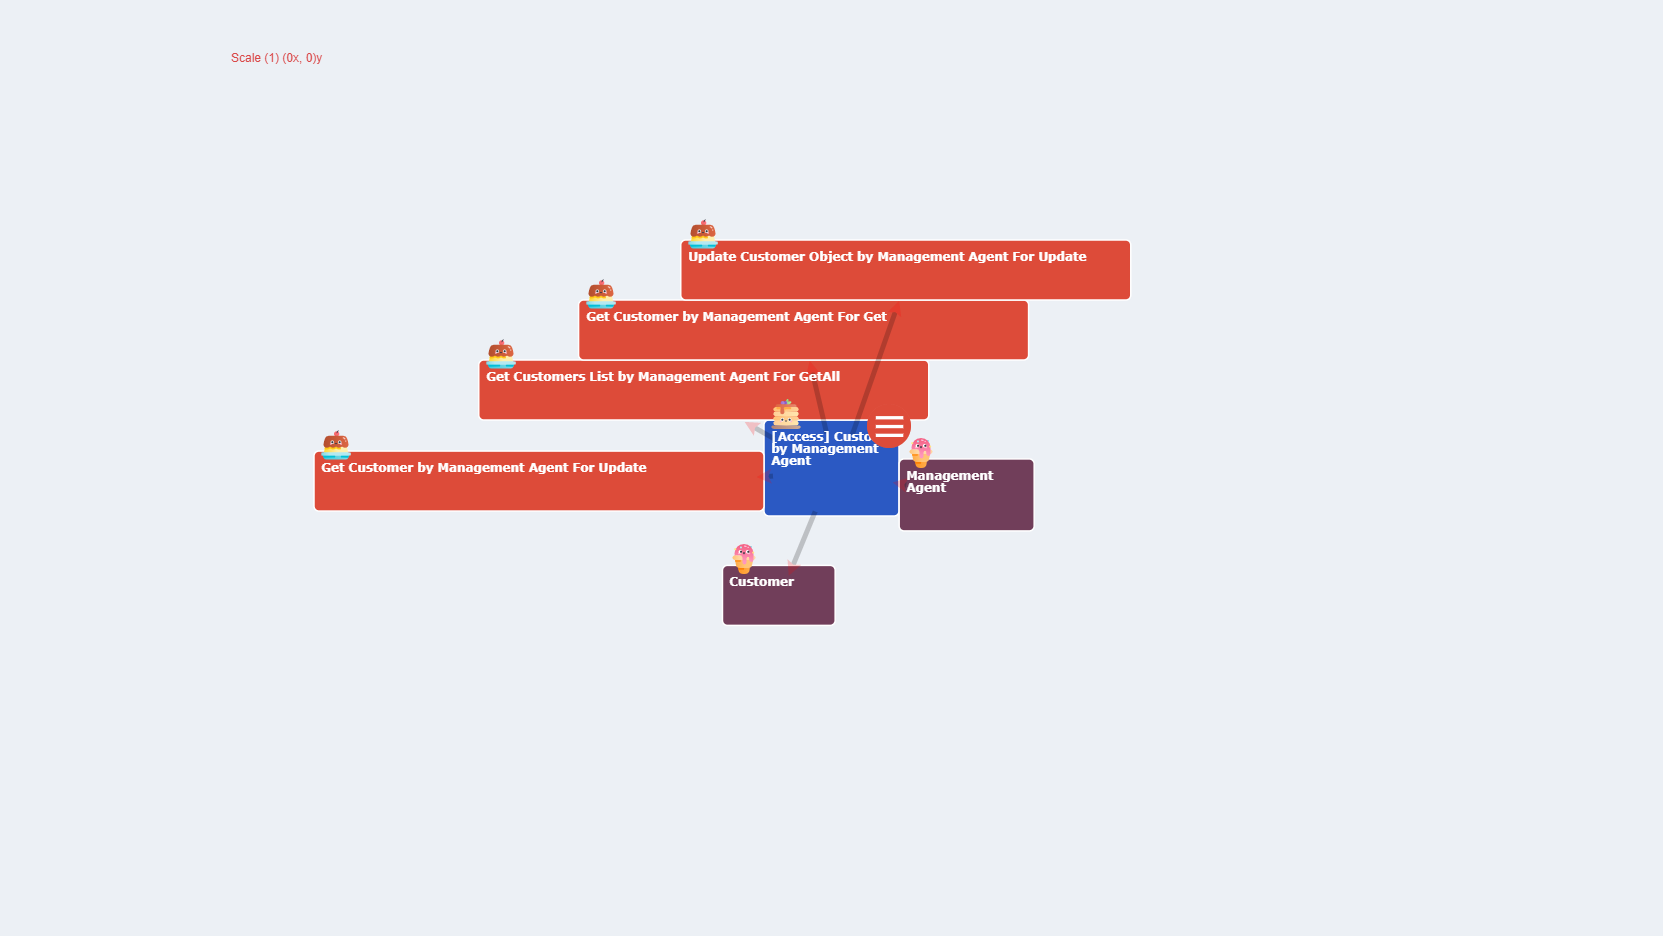 Scale (1) (0x, 0)y
Update Customer Object by Management Agent For Update
Get Customer by Management Agent For Get
Get Customers List by Management Agent For GetAll
[Access] Custo
by Management
Agent
Get Customer by Management Agent For Update
Management
Agent
Customer